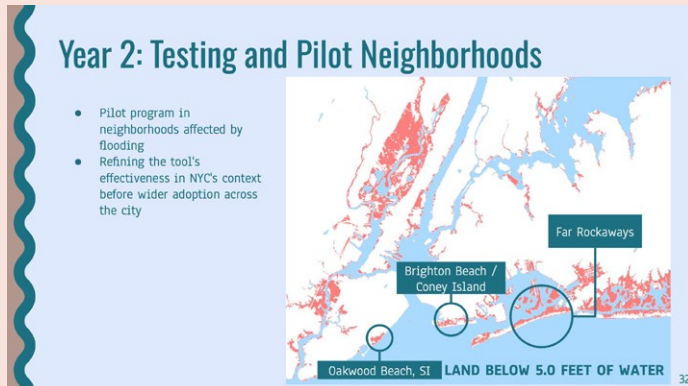 Year 2: Testing and Pilot Neighborhoods
● Pilot program in
neighborhoods affected by
flooding
● Refining the tool's
effectiveness in NYC's context
before wider adoption across
the city
Far Rockaways
Brighton Beach /
Coney Island
Oakwood Beach, SI
LAND BELOW 5.0 FEET OF WATER
32